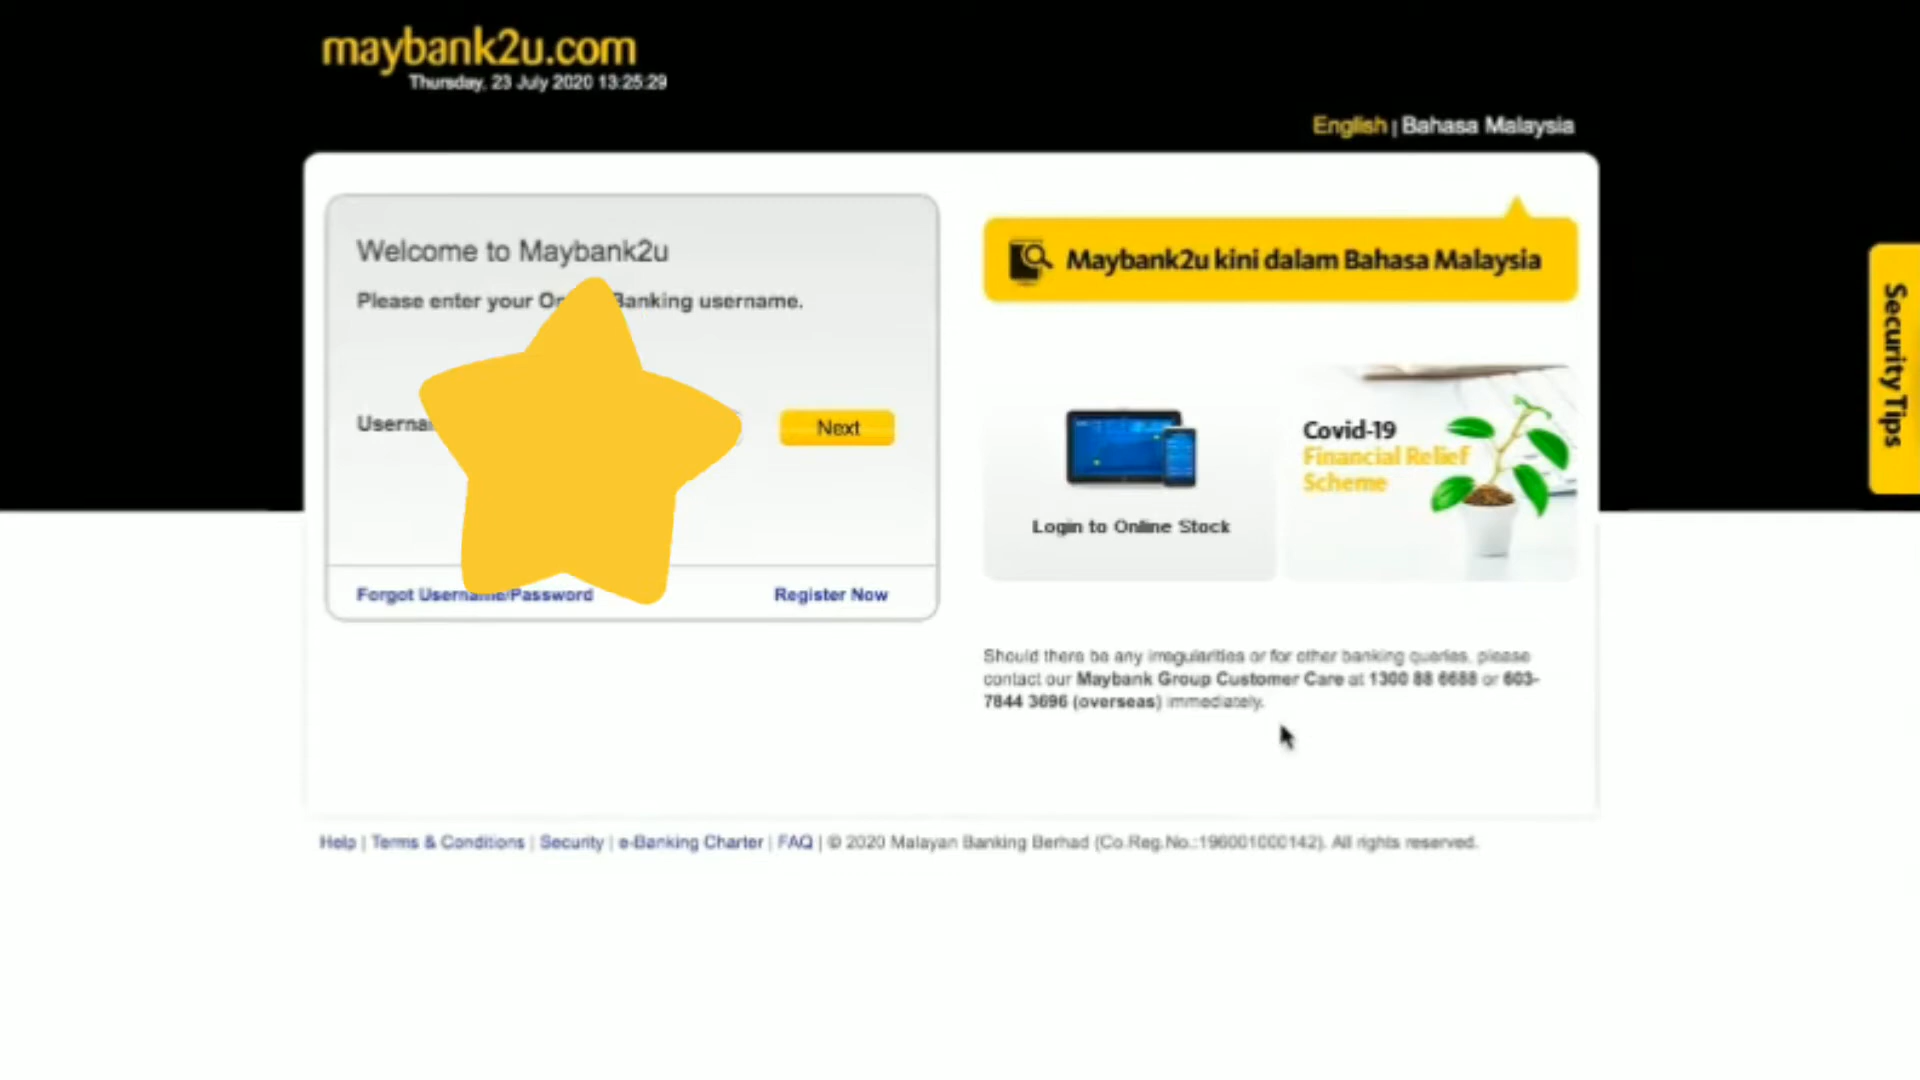 maybank2u.com
Thursday, 23 July 2020 13:25:29
English | Bahasa Malaysia
Welcome to Maybank2u
Please enter your Banking username.
Next
Forgot Username/Password
Register Now
Maybank2u kini dalam Bahasa Malaysia
Login to Online Stock
Covid-19
Financial Relief
Scheme
Should there be any irregularities or for other banking queries, please
contact our Maybank Group Customer Care at 1300 88 6688 or 603-
7844 3696 (overseas) immediately.
Security Tips
Help | Terms & Conditions | Security | e-Banking Charter | FAQ | © 2020 Malayan Banking Berhad (Co.Reg.No.:196001000142). All rights reserved.